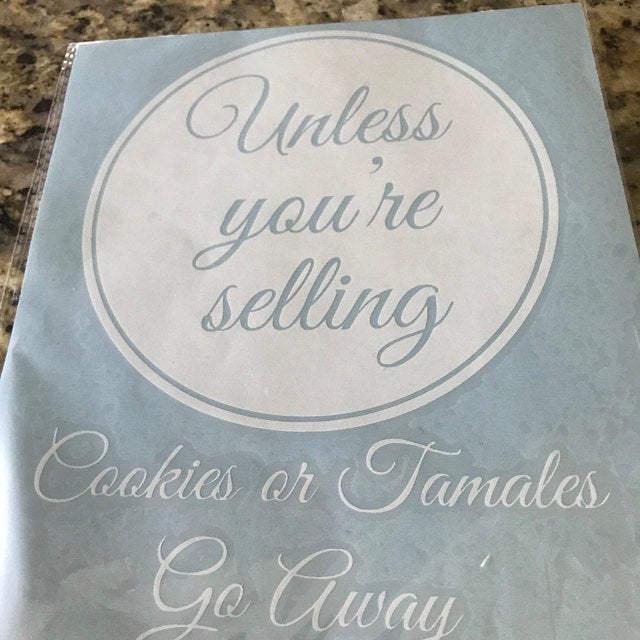 Unless
you're
selling
Cookies or Tamales
Go Away